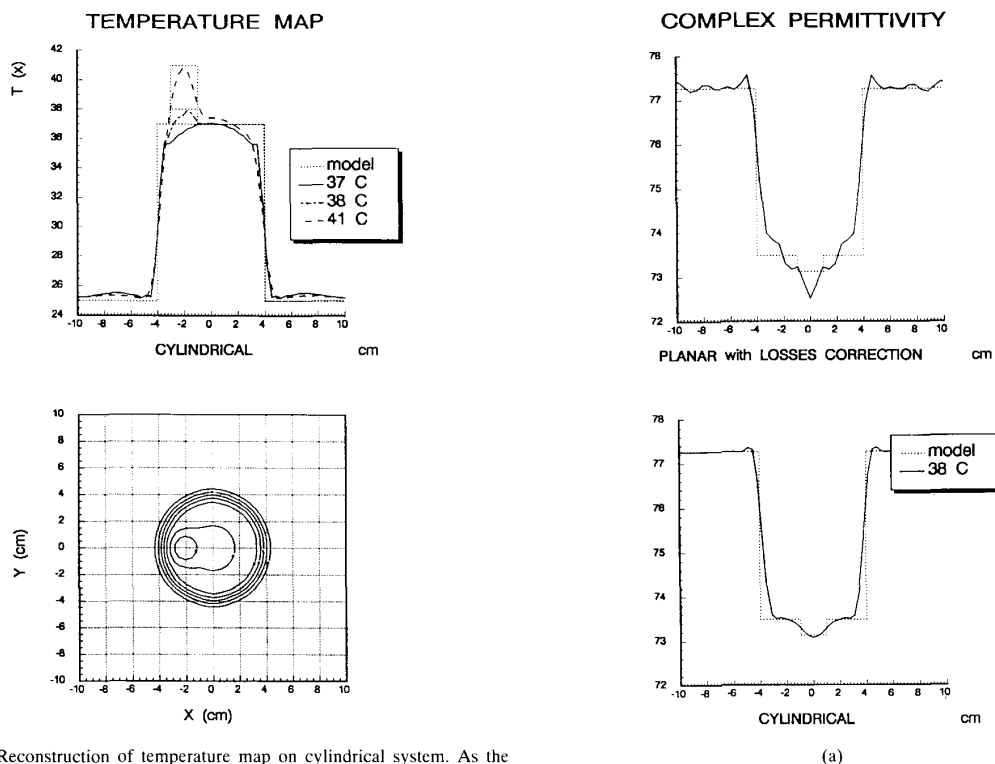 TEMPERATURE MAP
T (x)
42
40
38
36
34
32
30
28
26
24
-10 -8 -6 -4 -2 0 2 4 6 8 10
CYLINDRICAL cm
model
37 C
38 C
41 C
10
8
6
4
2
0
-2
-4
-6
-8
-10
Y (cm)
-10 -8 -6 -4 -2 0 2 4 6 8 10
X (cm)
Reconstruction of temperature map on cylindrical system. As the
COMPLEX PERMITTIVITY
78
77
76
75
74
73
72
-10 -8 -6 -4 -2 0 2 4 6 8 10
PLANAR with LOSSES CORRECTION cm
78
77
76
75
74
73
72
model
38 C
-10 -8 -6 -4 -2 0 2 4 6 8 10
CYLINDRICAL cm
(a)